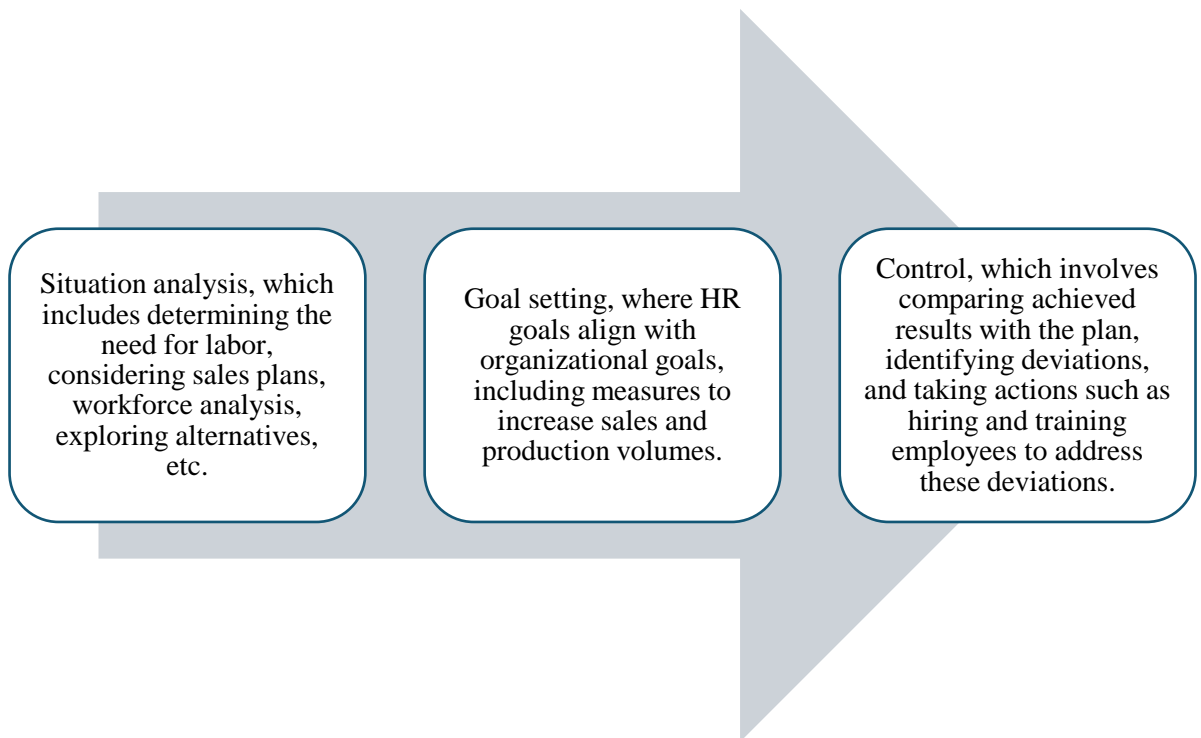 Situation analysis, which
includes determining the
need for labor,
considering sales plans,
workforce analysis,
exploring alternatives,
etc.
Goal setting, where HR
goals align with
organizational goals,
including measures to
increase sales and
production volumes.
Control, which involves
comparing achieved
results with the plan,
identifying deviations,
and taking actions such as
hiring and training
employees to address
these deviations.